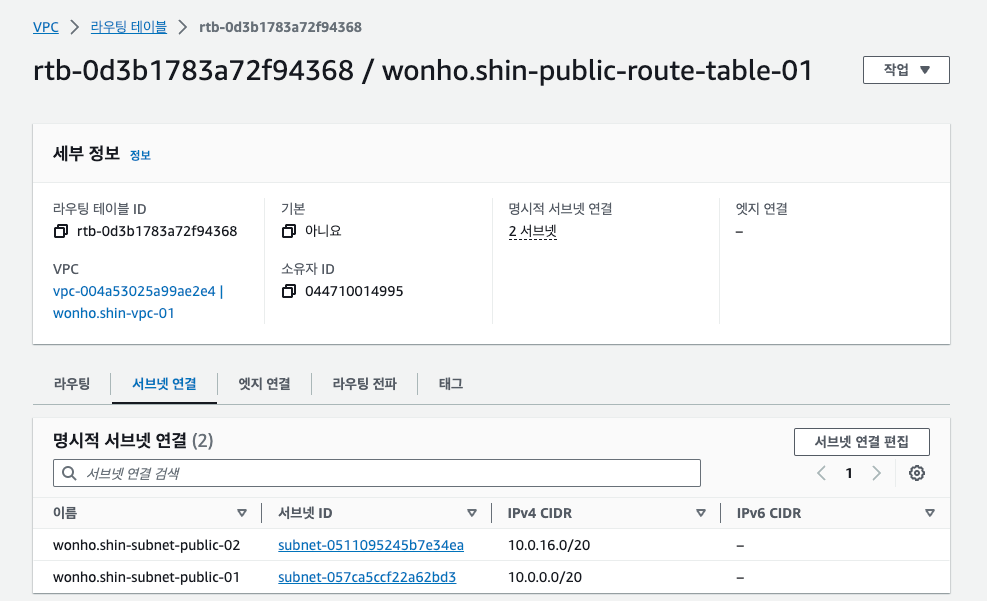 VPC > 라우팅 테이블 > rtb-0d3b1783a72f94368
rtb-0d3b1783a72f94368 / wonho.shin-public-route-table-01
작업 ▼
세부 정보 정보
라우팅 테이블 ID
rtb-0d3b1783a72f94368
기본
아니요
명시적 서브넷 연결
2 서브넷
엣지 연결
–
VPC
vpc-004a53025a99ae2e4 |
wonho.shin-vpc-01
소유자 ID
044710014995
라우팅 서브넷 연결 엣지 연결 라우팅 전파 태그
명시적 서브넷 연결 (2)
서브넷 연결 편집
서브넷 연결 검색
1
이름 서브넷 ID IPv4 CIDR IPv6 CIDR
wonho.shin-subnet-public-02 subnet-0511095245b7e34ea 10.0.16.0/20 –
wonho.shin-subnet-public-01 subnet-057ca5ccf22a62bd3 10.0.0.0/20 –